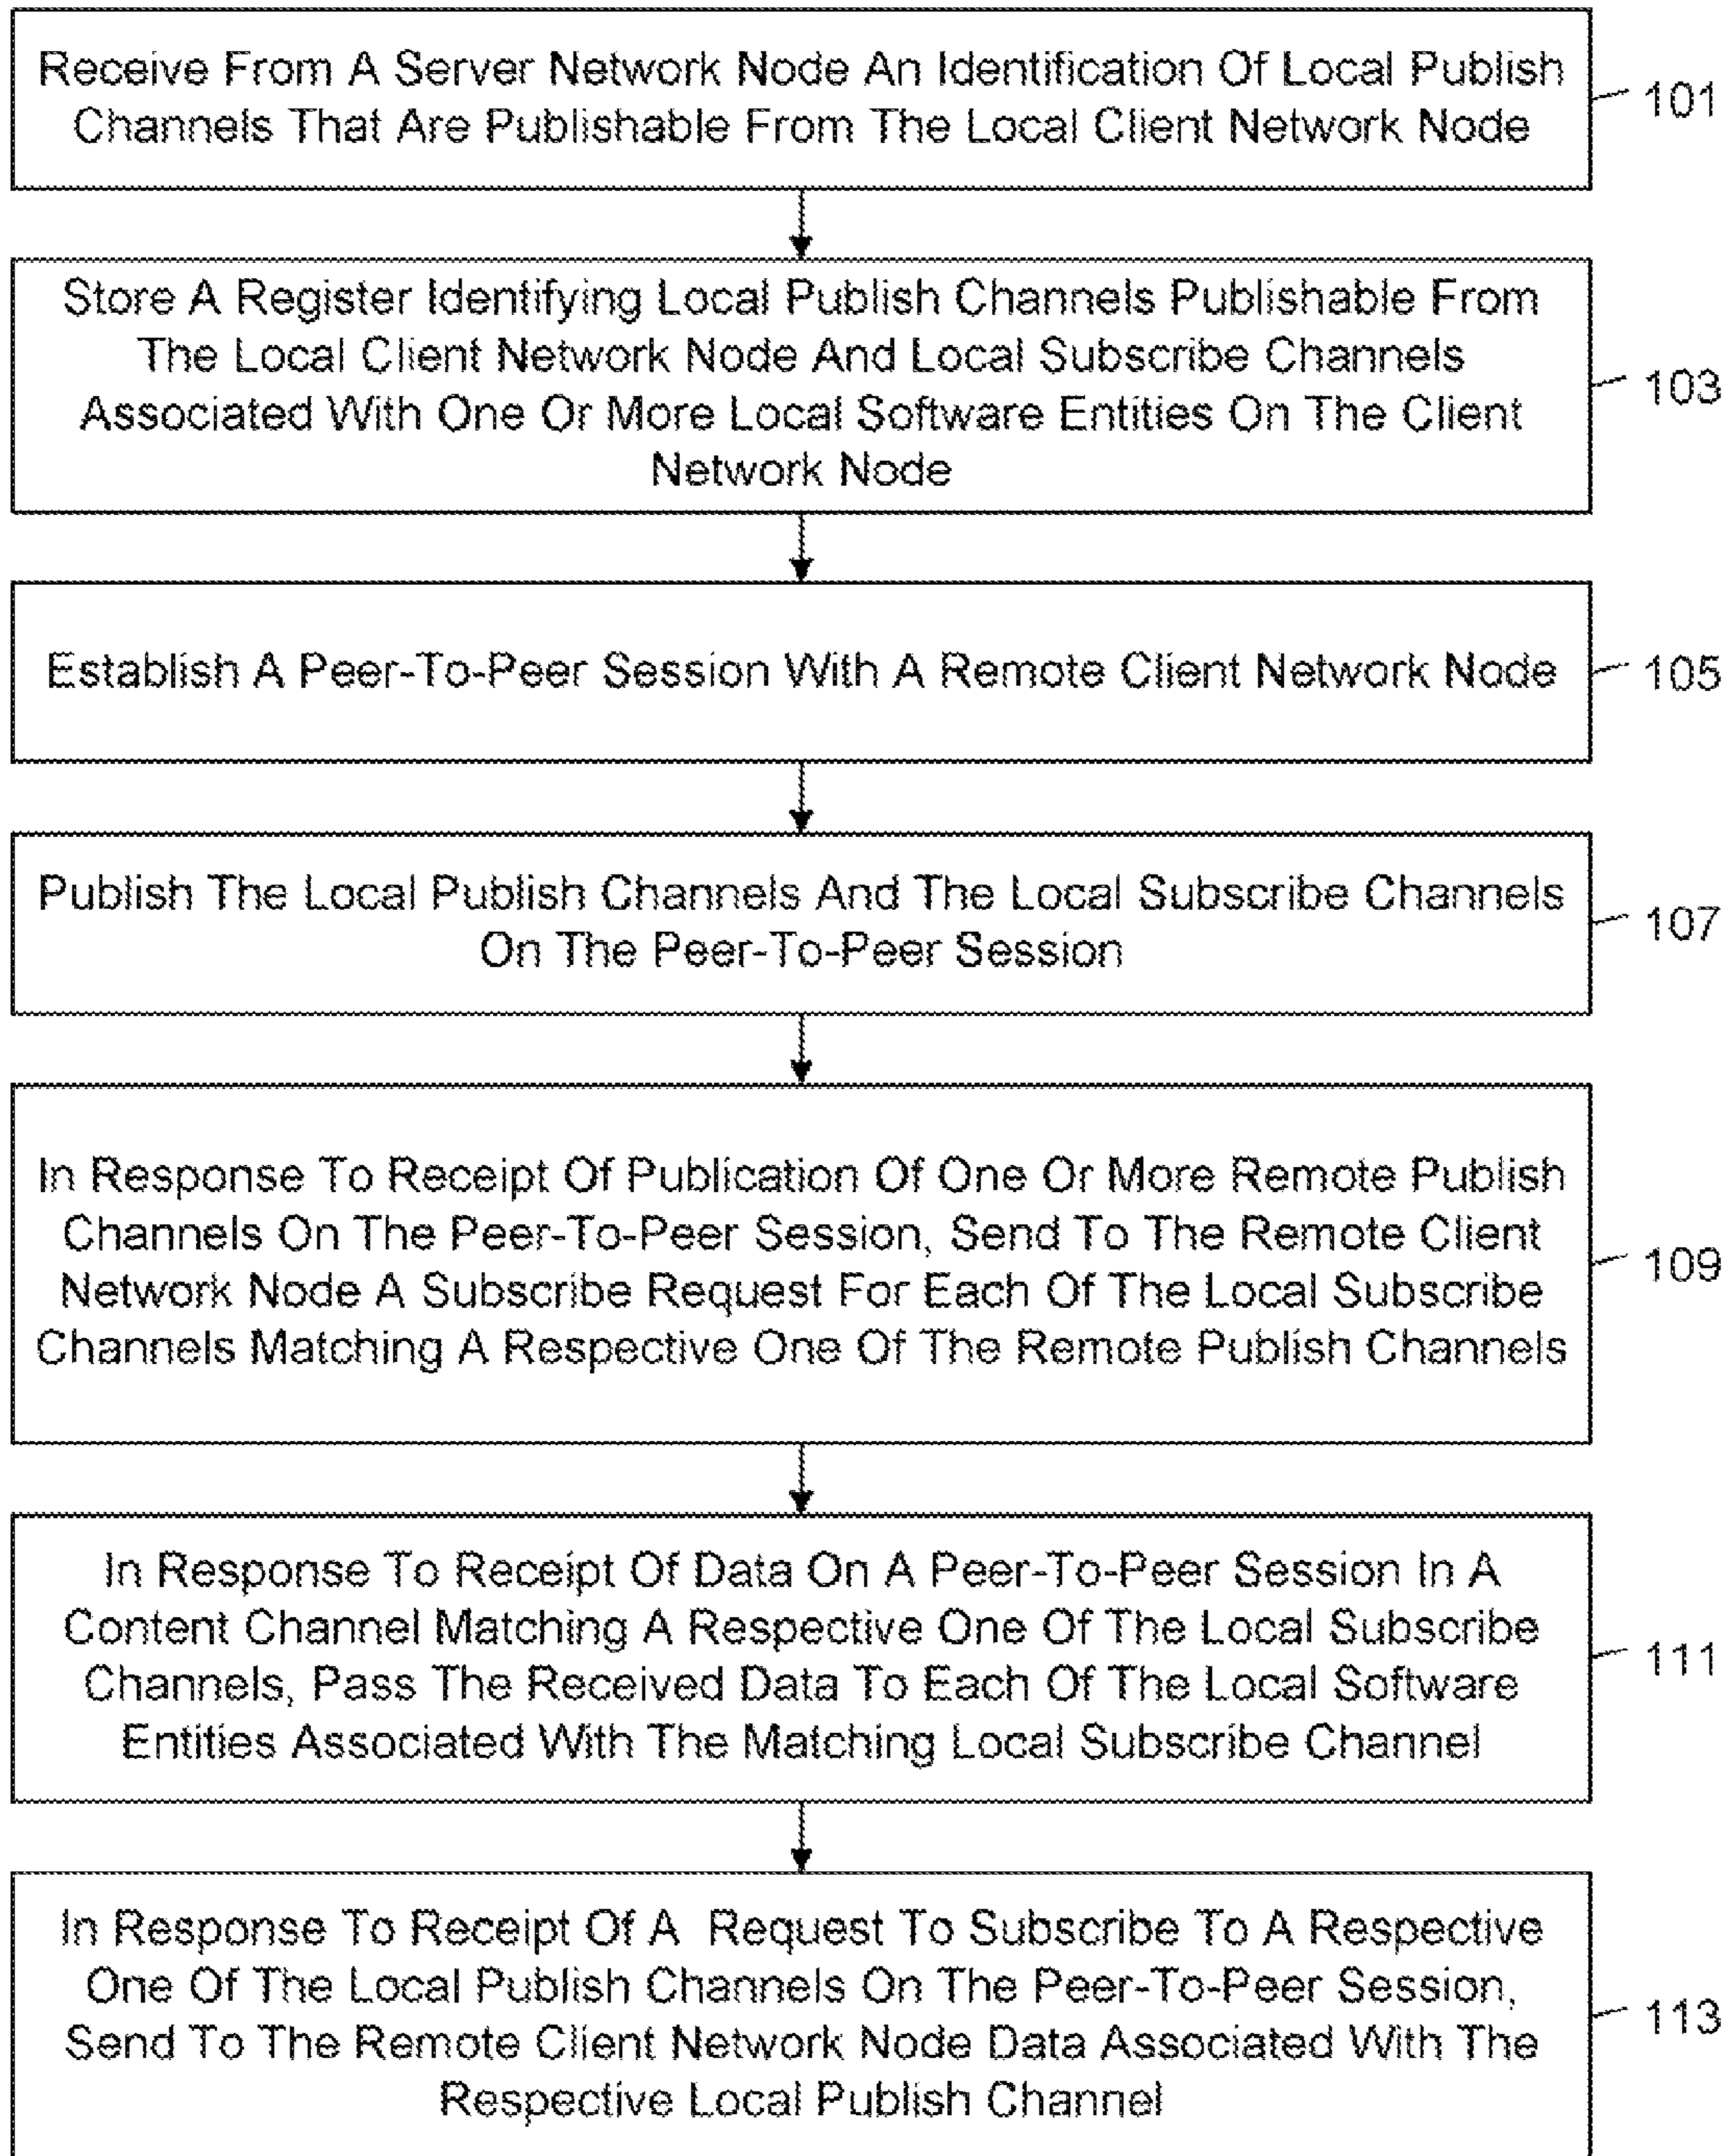 Receive From A Server Network Node An Identification Of Local Publish
Channels That Are Publishable From The Local Client Network Node
101
Store A Register Identifying Local Publish Channels Publishable From
The Local Client Network Node And Local Subscribe Channels
Associated With One Or More Local Software Entities On The Client
Network Node
103
Establish A Peer-To-Peer Session With A Remote Client Network Node
105
Publish The Local Publish Channels And The Local Subscribe Channels
On The Peer-To-Peer Session
107
In Response To Receipt Of Publication Of One Or More Remote Publish
Channels On The Peer-To-Peer Session, Send To The Remote Client
Network Node A Subscribe Request For Each Of The Local Subscribe
Channels Matching A Respective One Of The Remote Publish Channels
109
In Response To Receipt Of Data On A Peer-To-Peer Session In A
Content Channel Matching A Respective One Of The Local Subscribe
Channels, Pass The Received Data To Each Of The Local Software
Entities Associated With The Matching Local Subscribe Channel
111
In Response To Receipt Of A Request To Subscribe To A Respective
One Of The Local Publish Channels On The Peer-To-Peer Session,
Send To The Remote Client Network Node Data Associated With The
Respective Local Publish Channel
113